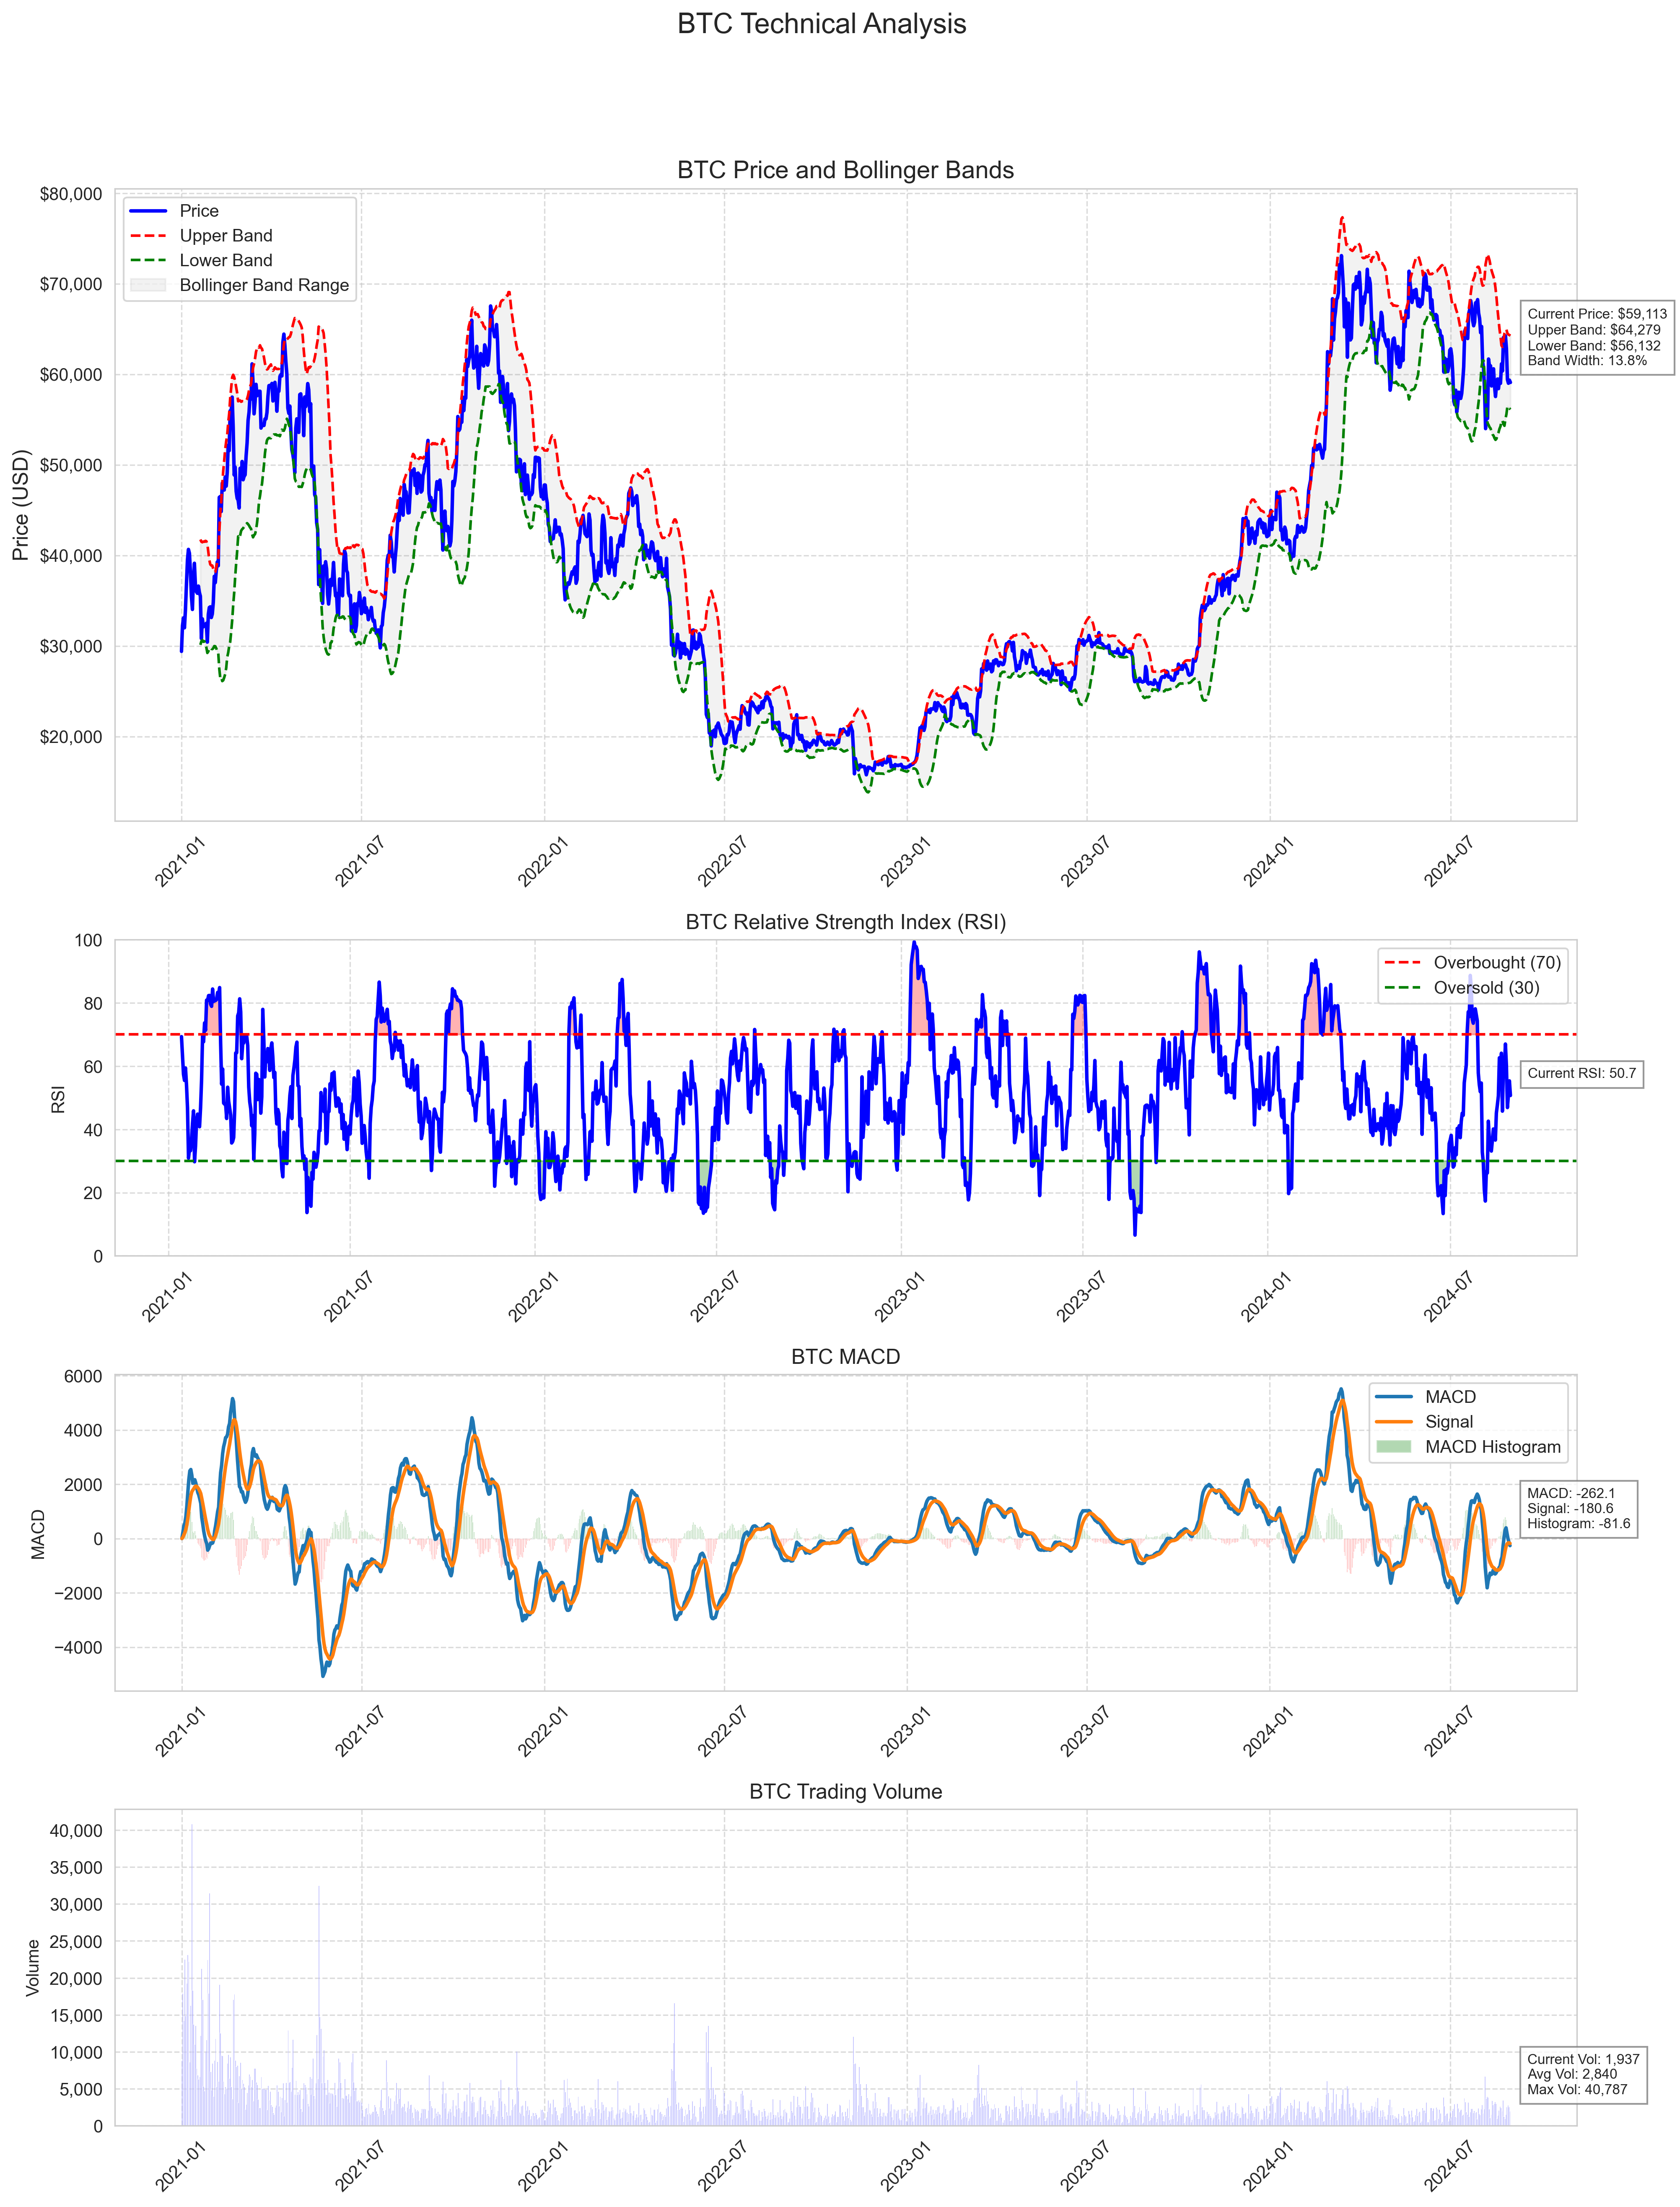 BTC Technical Analysis
BTC Price and Bollinger Bands
Price (USD)
$80,000
$70,000
$60,000
$50,000
$40,000
$30,000
$20,000
Price
Upper Band
Lower Band
Bollinger Band Range
Current Price: $59,113
Upper Band: $64,279
Lower Band: $56,132
Band Width: 13.8%
2021-01
2021-07
2022-01
2022-07
2023-01
2023-07
2024-01
2024-07
BTC Relative Strength Index (RSI)
RSI
100
80
60
40
20
0
Overbought (70)
Oversold (30)
Current RSI: 50.7
2021-01
2021-07
2022-01
2022-07
2023-01
2023-07
2024-01
2024-07
BTC MACD
MACD
6000
4000
2000
0
−2000
−4000
MACD
Signal
MACD Histogram
MACD: -262.1
Signal: -180.6
Histogram: -81.6
2021-01
2021-07
2022-01
2022-07
2023-01
2023-07
2024-01
2024-07
BTC Trading Volume
Volume
40,000
35,000
30,000
25,000
20,000
15,000
10,000
5,000
0
Current Vol: 1,937
Avg Vol: 2,840
Max Vol: 40,787
2021-01
2021-07
2022-01
2022-07
2023-01
2023-07
2024-01
2024-07